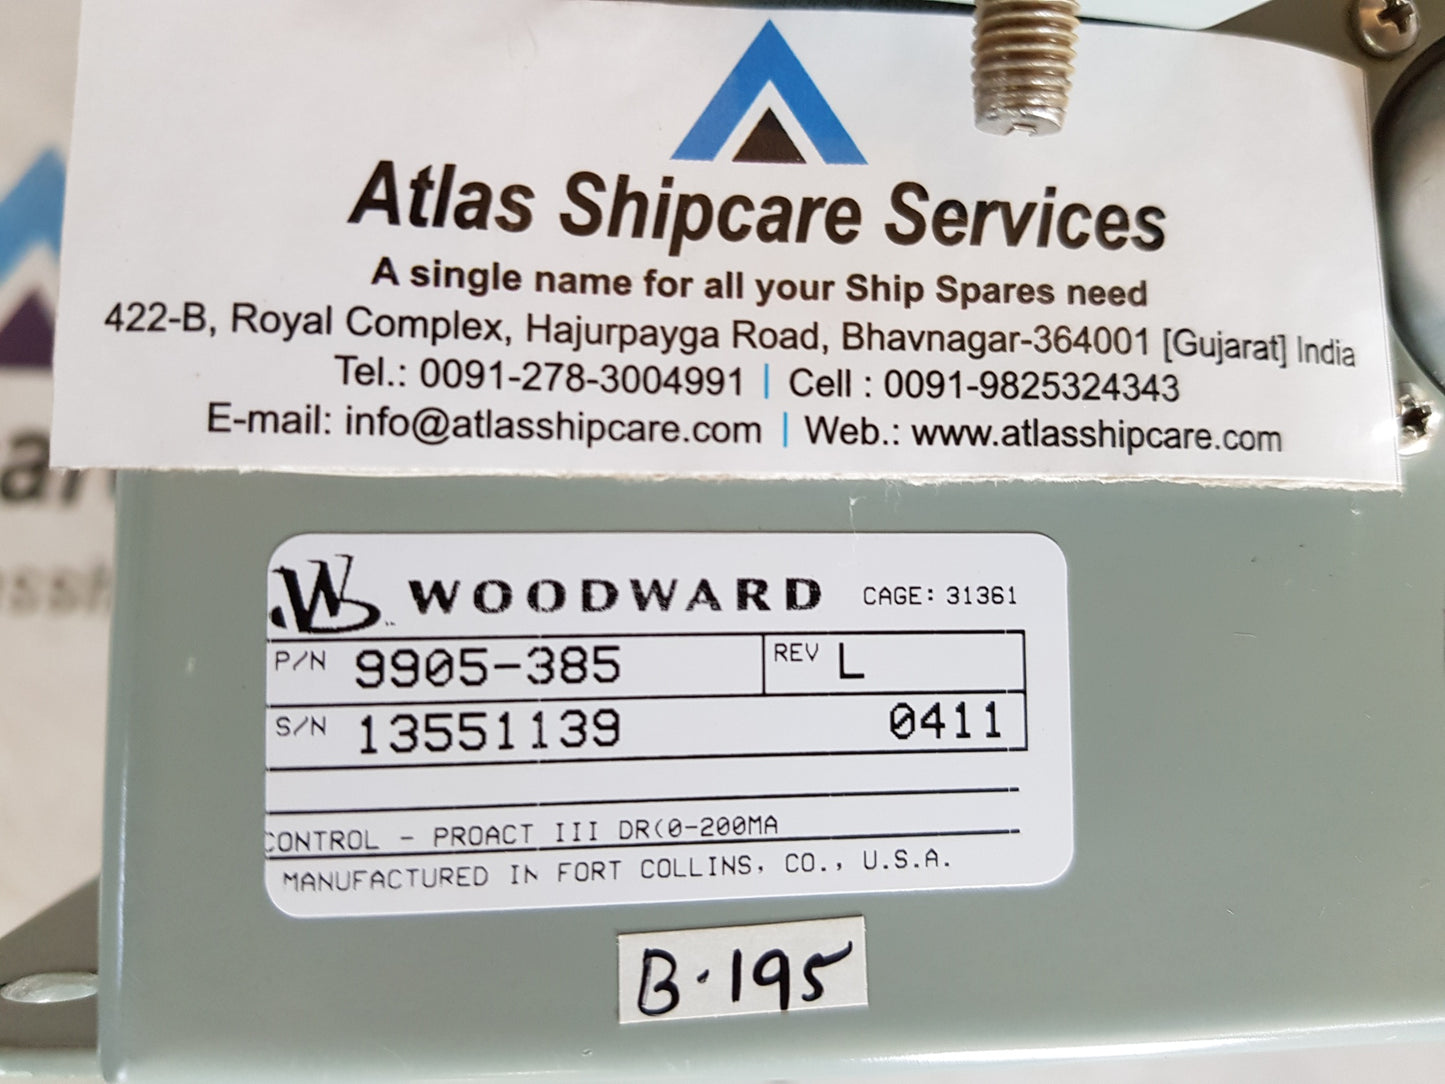 Atlas Shipcare Services
A single name for all your Ship Spares need
422-B, Royal Complex, Hajurpayga Road, Bhavnagar-364001 [Gujarat] India
Tel.: 0091-278-3004991 | Cell : 0091-9825324343
E-mail: info@atlasshipcare.com | Web.: www.atlasshipcare.com
WOODWARD CAGE: 31361
P/N 9905-385 REV L
S/N 13551139 0411
CONTROL - PROACT III DR(0-200MA
MANUFACTURED IN FORT COLLINS, CO., U.S.A.
B.195